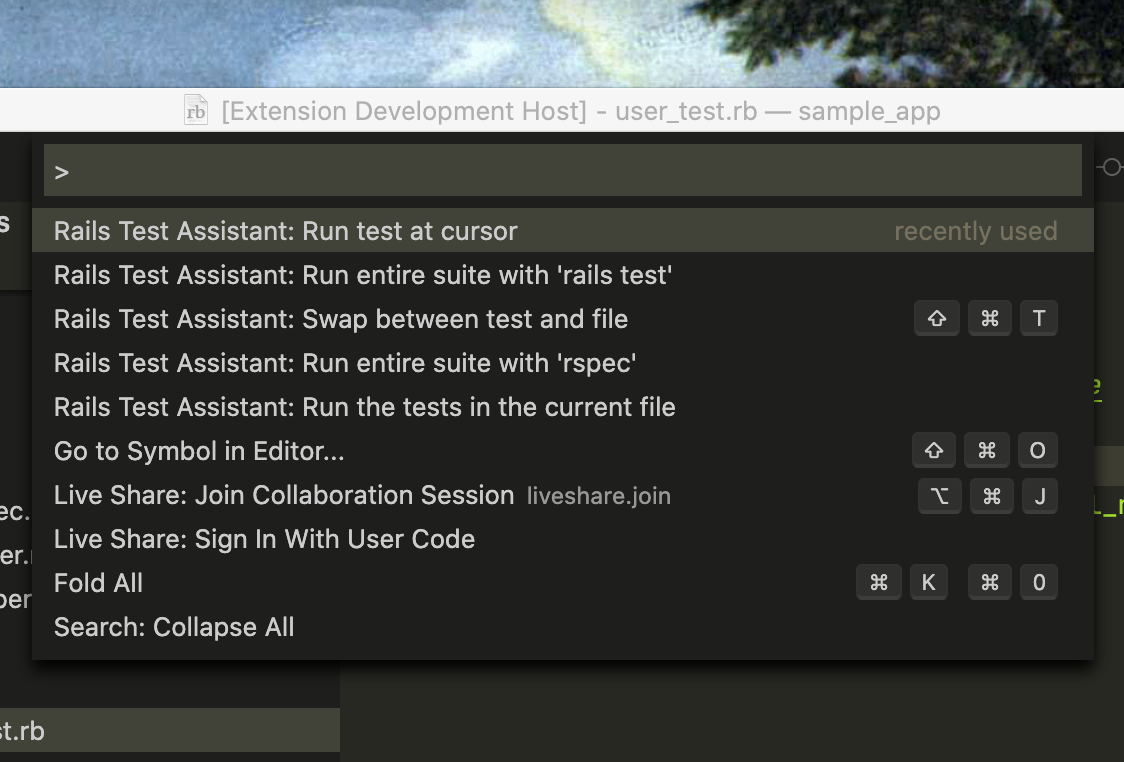 rb [Extension Development Host] - user_test.rb — sample_app
>
s
Rails Test Assistant: Run test at cursor recently used
Rails Test Assistant: Run entire suite with 'rails test'
Rails Test Assistant: Swap between test and file ⇧ ⌘ T
Rails Test Assistant: Run entire suite with 'rspec'
Rails Test Assistant: Run the tests in the current file
Go to Symbol in Editor... ⇧ ⌘ O
Live Share: Join Collaboration Session liveshare.join ⌥ ⌘ J
Live Share: Sign In With User Code
Fold All ⌘ K ⌘ 0
Search: Collapse All
st.rb